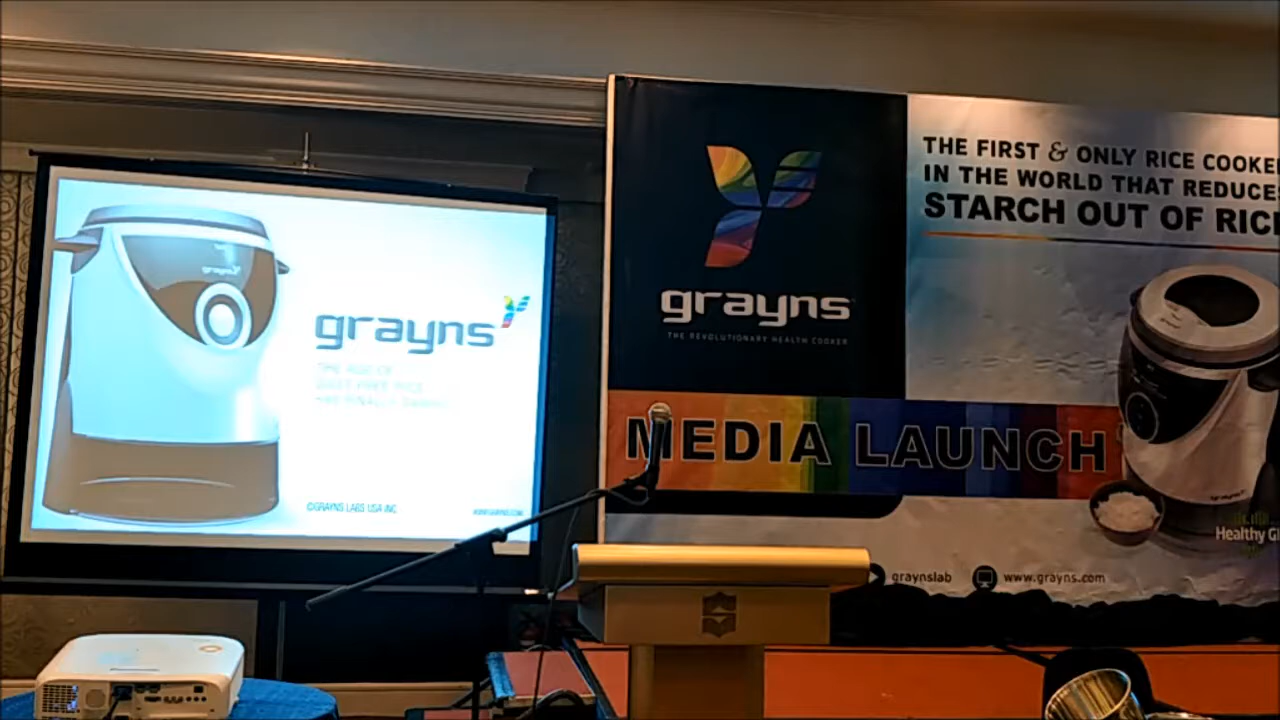 grayns
grayns
©GRAYNS LABS USA INC
grayns
THE REVOLUTIONARY HEALTH COOKER
THE FIRST & ONLY RICE COOKE
IN THE WORLD THAT REDUCE
STARCH OUT OF RIC
MEDIA LAUNCH
grayns
Healthy G
graynslab
www.grayns.com